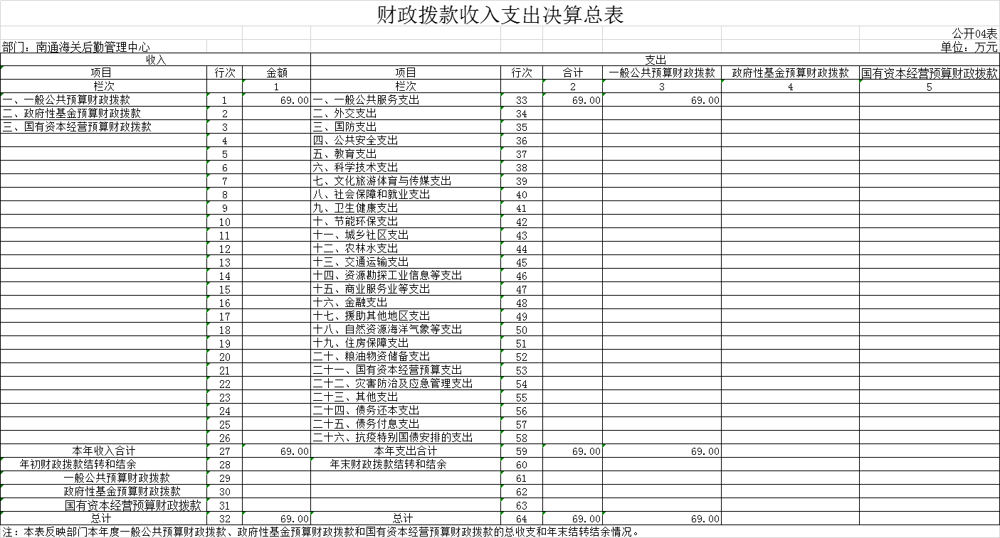 财政拨款收入支出决算总表
公开04表
部门：南通海关后勤管理中心 单位：万元
收入 支出
项目 行次 金额 项目 行次 合计 一般公共预算财政拨款 政府性基金预算财政拨款 国有资本经营预算财政拨款
栏次 1 栏次 2 3 4 5
一、一般公共预算财政拨款 1 69.00 一、一般公共服务支出 33 69.00 69.00
二、政府性基金预算财政拨款 2 二、外交支出 34
三、国有资本经营预算财政拨款 3 三、国防支出 35
4 四、公共安全支出 36
5 五、教育支出 37
6 六、科学技术支出 38
7 七、文化旅游体育与传媒支出 39
8 八、社会保障和就业支出 40
9 九、卫生健康支出 41
10 十、节能环保支出 42
11 十一、城乡社区支出 43
12 十二、农林水支出 44
13 十三、交通运输支出 45
14 十四、资源勘探工业信息等支出 46
15 十五、商业服务业等支出 47
16 十六、金融支出 48
17 十七、援助其他地区支出 49
18 十八、自然资源海洋气象等支出 50
19 十九、住房保障支出 51
20 二十、粮油物资储备支出 52
21 二十一、国有资本经营预算支出 53
22 二十二、灾害防治及应急管理支出 54
23 二十三、其他支出 55
24 二十四、债务还本支出 56
25 二十五、债务付息支出 57
26 二十六、抗疫特别国债安排的支出 58
本年收入合计 27 69.00 本年支出合计 59 69.00 69.00
年初财政拨款结转和结余 28 年末财政拨款结转和结余 60
一般公共预算财政拨款 29 61
政府性基金预算财政拨款 30 62
国有资本经营预算财政拨款 31 63
总计 32 69.00 总计 64 69.00 69.00
注：本表反映部门本年度一般公共预算财政拨款、政府性基金预算财政拨款和国有资本经营预算财政拨款的总收支和年末结转结余情况。